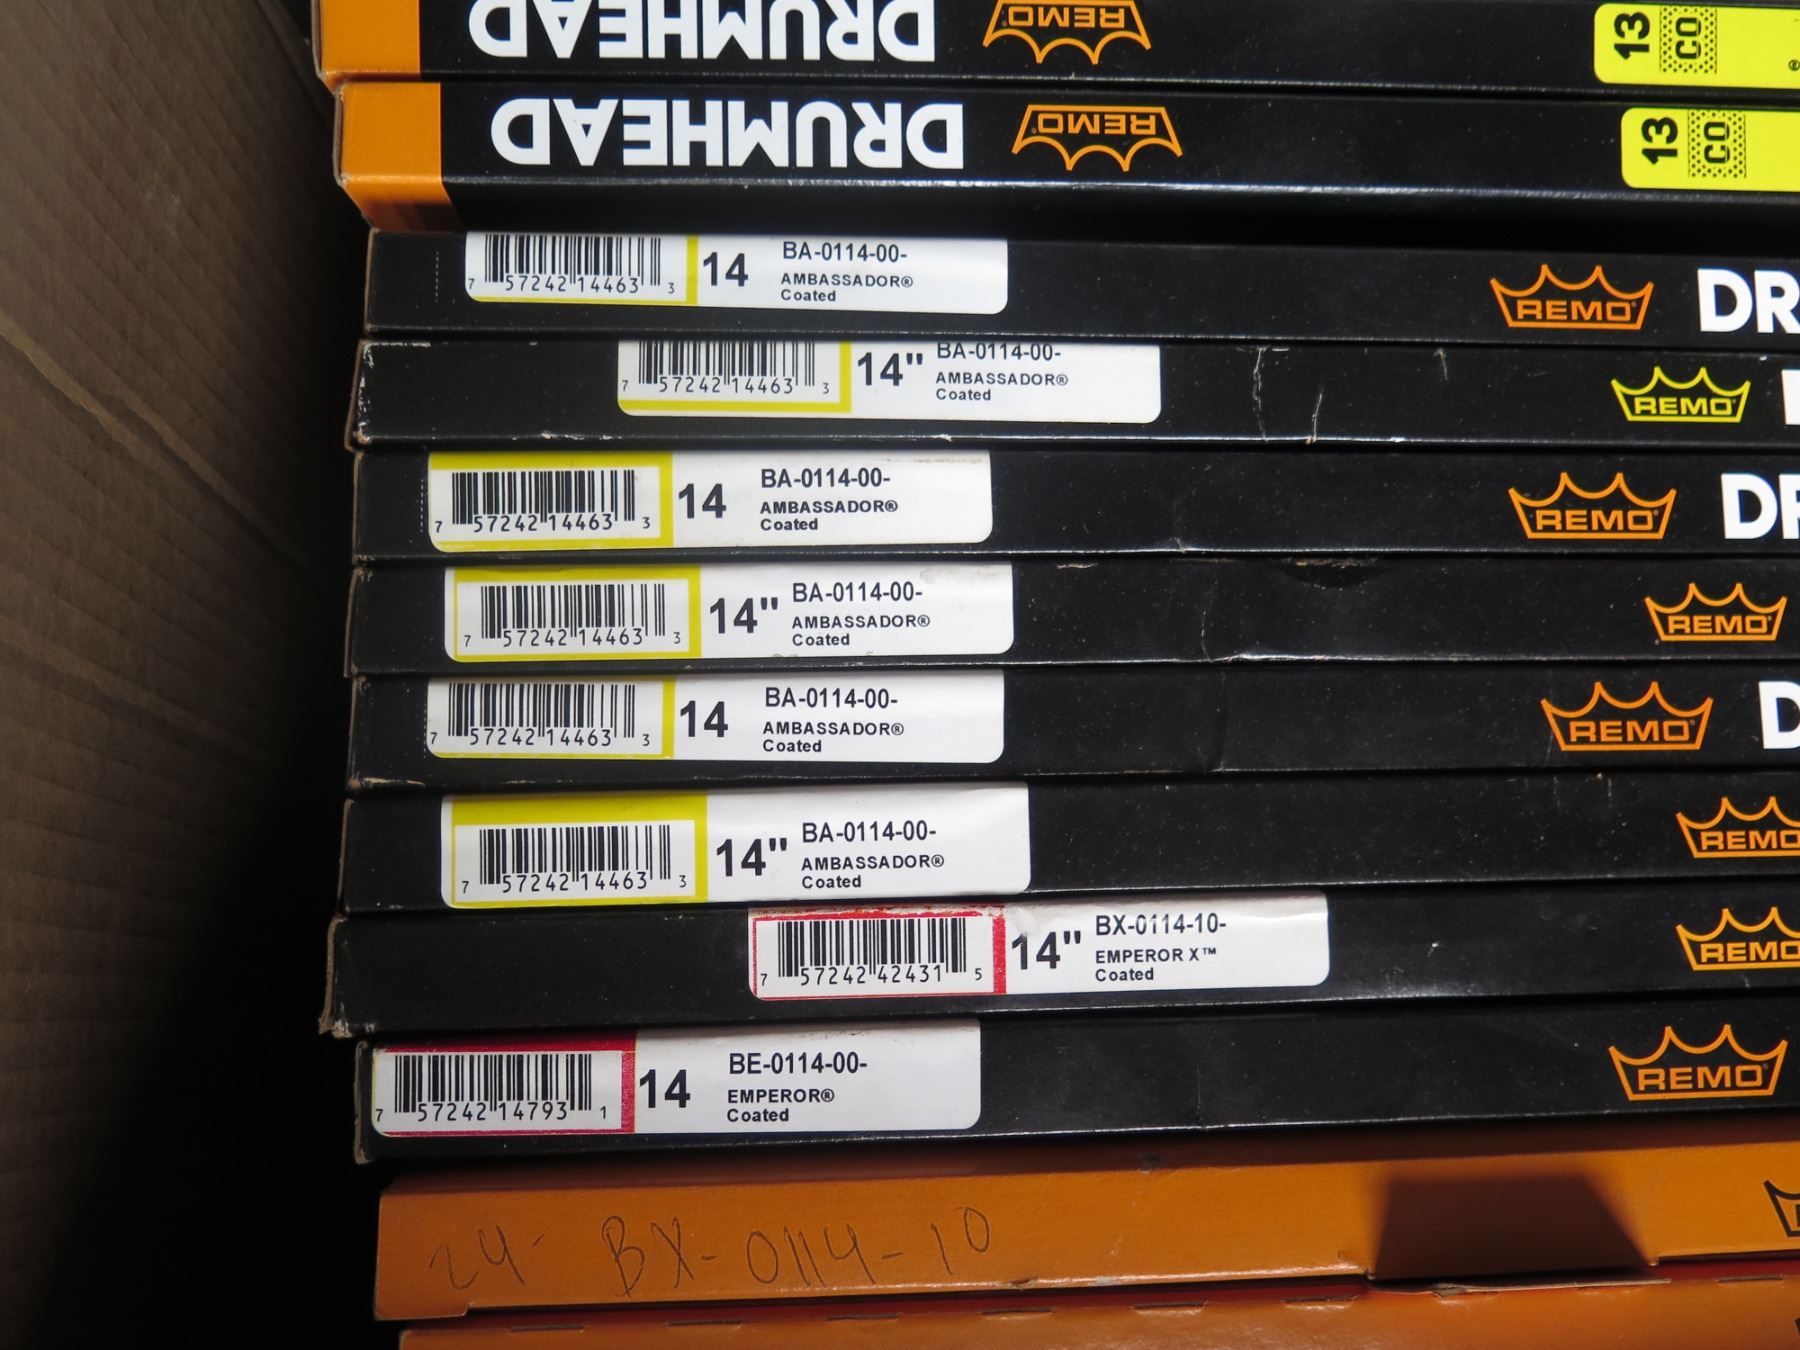 DRUMHEAD REMO 13 CO
DRUMHEAD REMO 13 CO
7 57242 14463 3 14 BA-0114-00-
AMBASSADOR®
Coated
REMO DR
7 57242 14463 3 14" BA-0114-00-
AMBASSADOR®
Coated
REMO
7 57242 14463 3 14 BA-0114-00-
AMBASSADOR®
Coated
REMO DR
7 57242 14463 3 14" BA-0114-00-
AMBASSADOR®
Coated
REMO
7 57242 14463 3 14 BA-0114-00-
AMBASSADOR®
Coated
REMO D
7 57242 14463 3 14" BA-0114-00-
AMBASSADOR®
Coated
REMO
7 57242 42431 5 14" BX-0114-10-
EMPEROR X™
Coated
REMO
7 57242 14793 1 14 BE-0114-00-
EMPEROR®
Coated
REMO
24- BX-0114-10